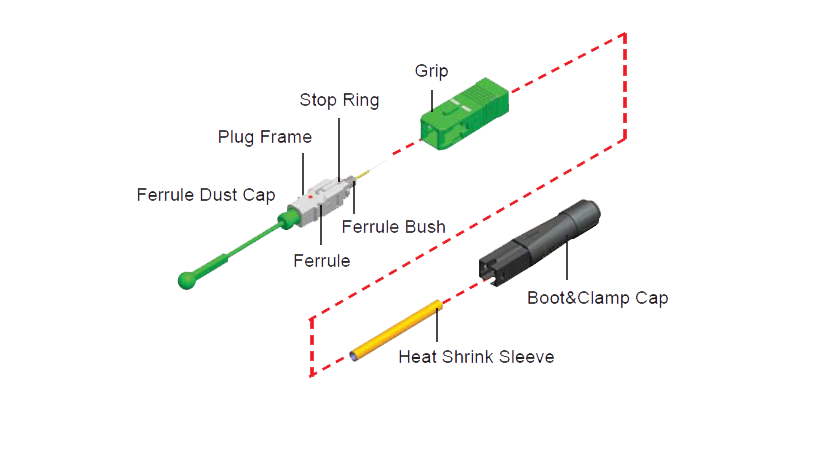 Grip
Stop Ring
Plug Frame
Ferrule Dust Cap
Ferrule Bush
Ferrule
Boot&Clamp Cap
Heat Shrink Sleeve